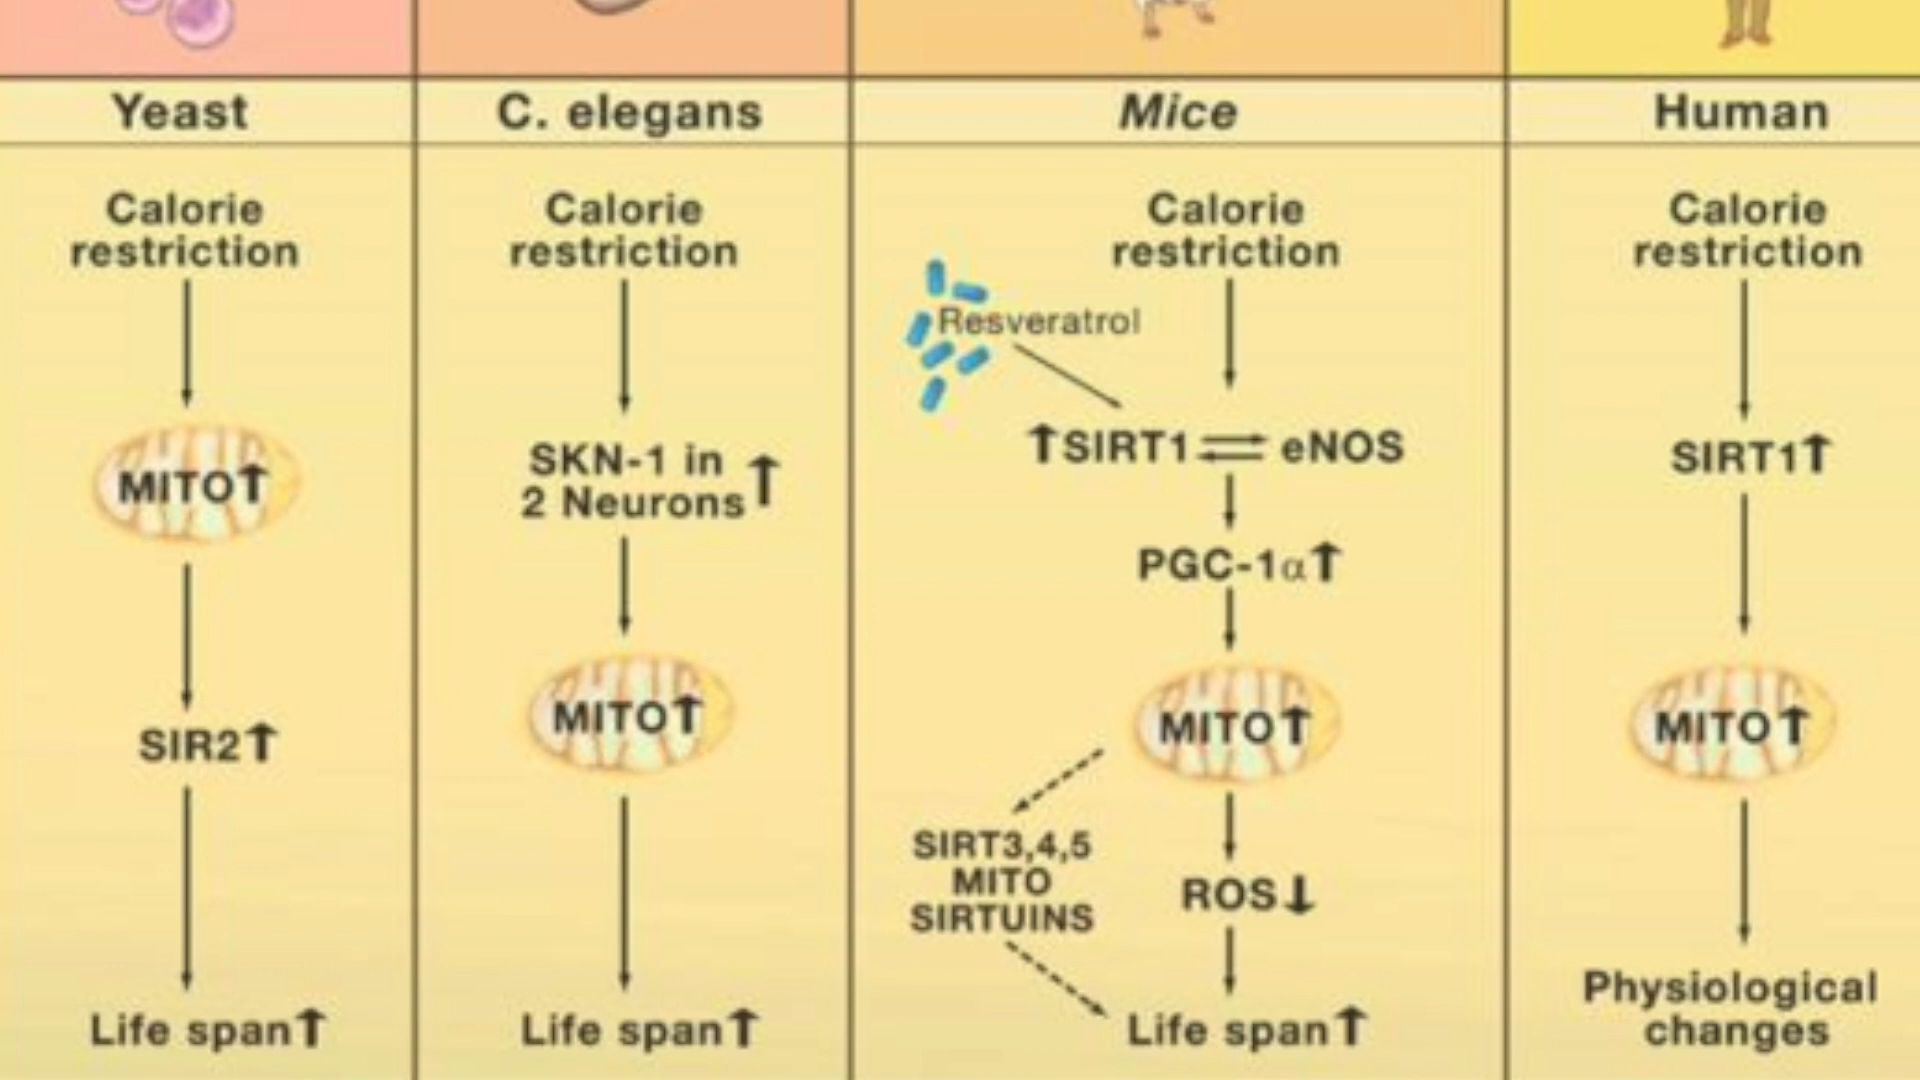 Yeast
Calorie
restriction
MITO↑
SIR2↑
Life span↑
C. elegans
Calorie
restriction
SKN-1 in
2 Neurons↑
MITO↑
Life span↑
Mice
Calorie
restriction
Resveratrol
↑SIRT1 ⇌ eNOS
PGC-1α↑
MITO↑
SIRT3,4,5
MITO
SIRTUINS
ROS↓
Life span↑
Human
Calorie
restriction
SIRT1↑
MITO↑
Physiological
changes